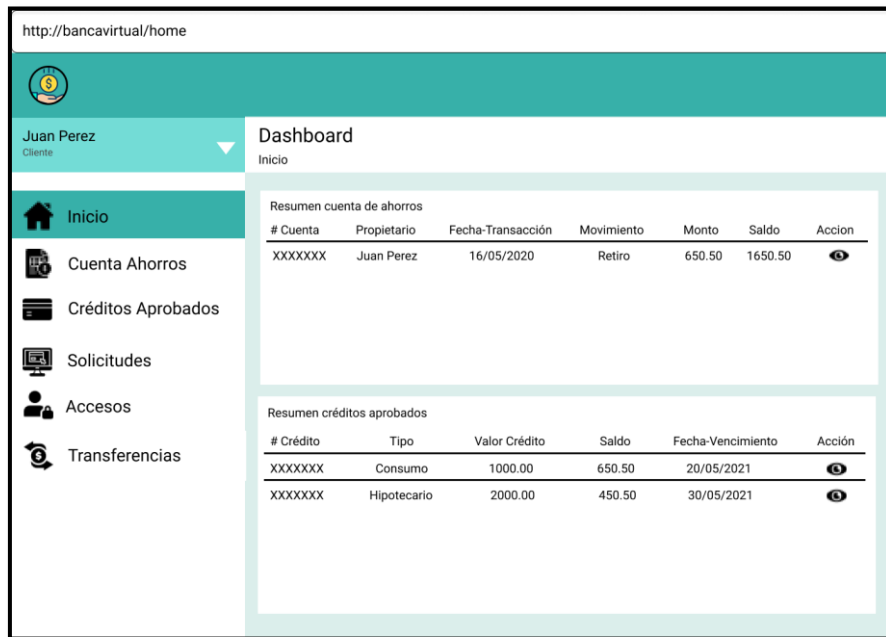 http://bancavirtual/home
$
Juan Perez
Cliente
Dashboard
Inicio
Inicio
Cuenta Ahorros
Créditos Aprobados
Solicitudes
Accesos
$
Transferencias
Resumen cuenta de ahorros
# Cuenta Propietario Fecha-Transacción Movimiento Monto Saldo Accion
XXXXXXX Juan Perez 16/05/2020 Retiro 650.50 1650.50
Resumen créditos aprobados
# Crédito Tipo Valor Crédito Saldo Fecha-Vencimiento Acción
XXXXXXX Consumo 1000.00 650.50 20/05/2021
XXXXXXX Hipotecario 2000.00 450.50 30/05/2021